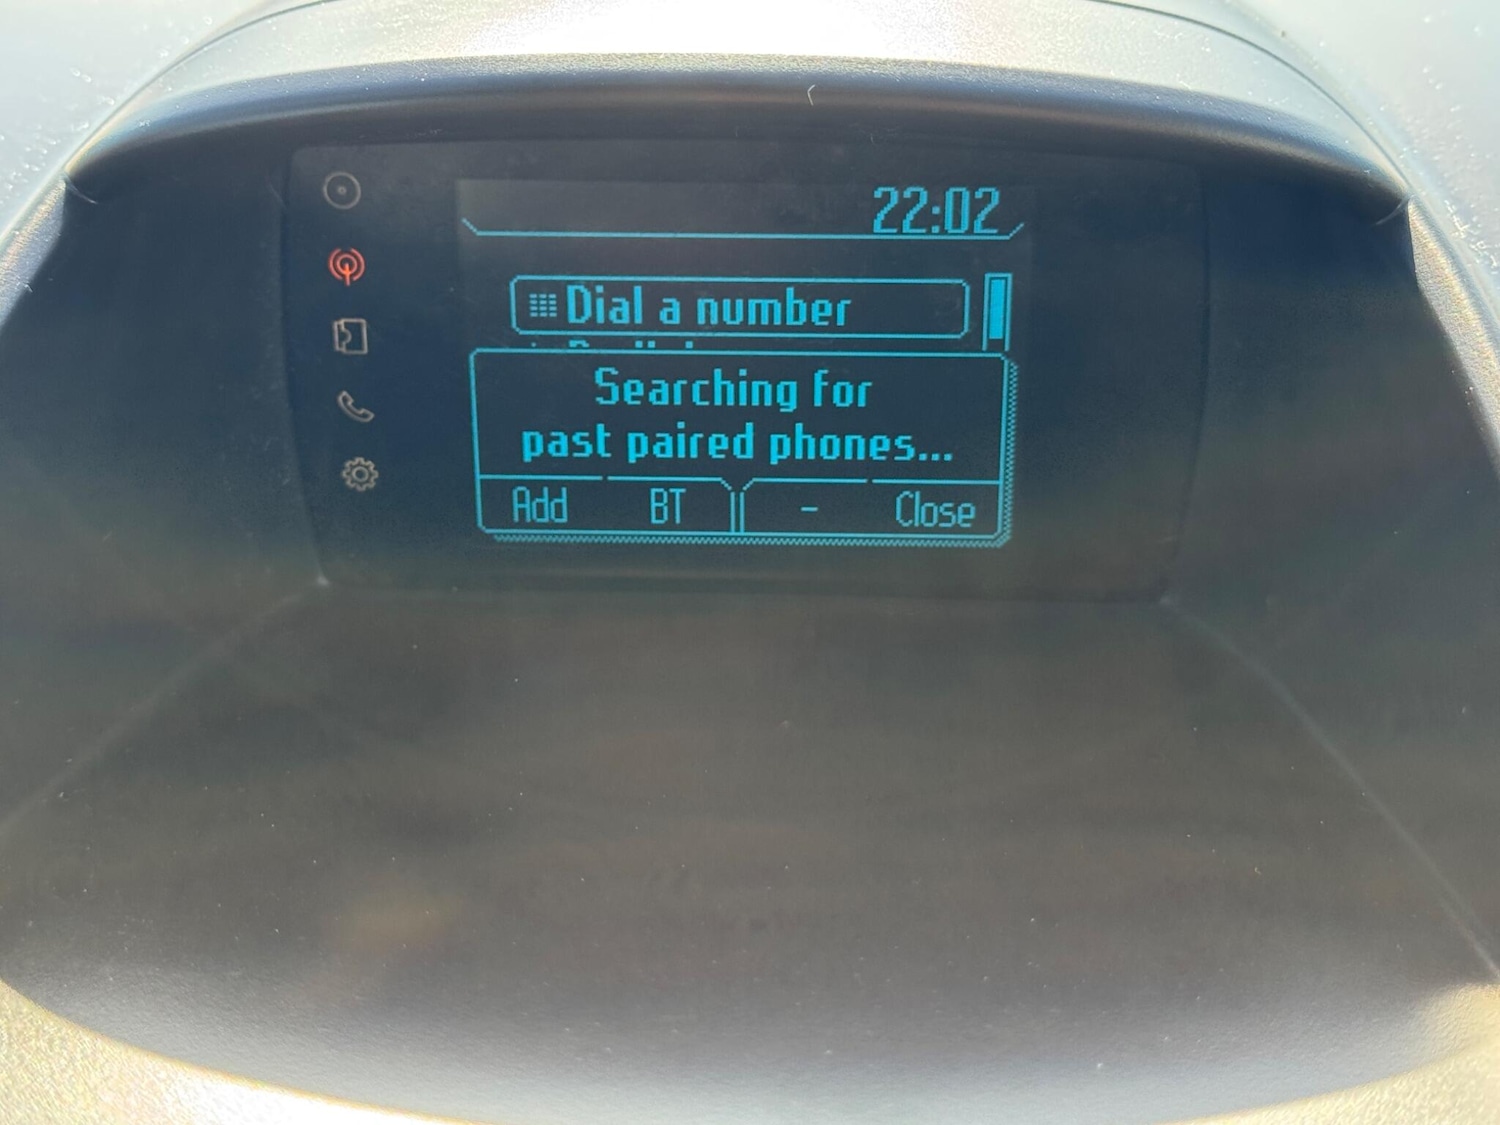 22:02
Dial a number
Searching for
past paired phones...
Add BT - Close